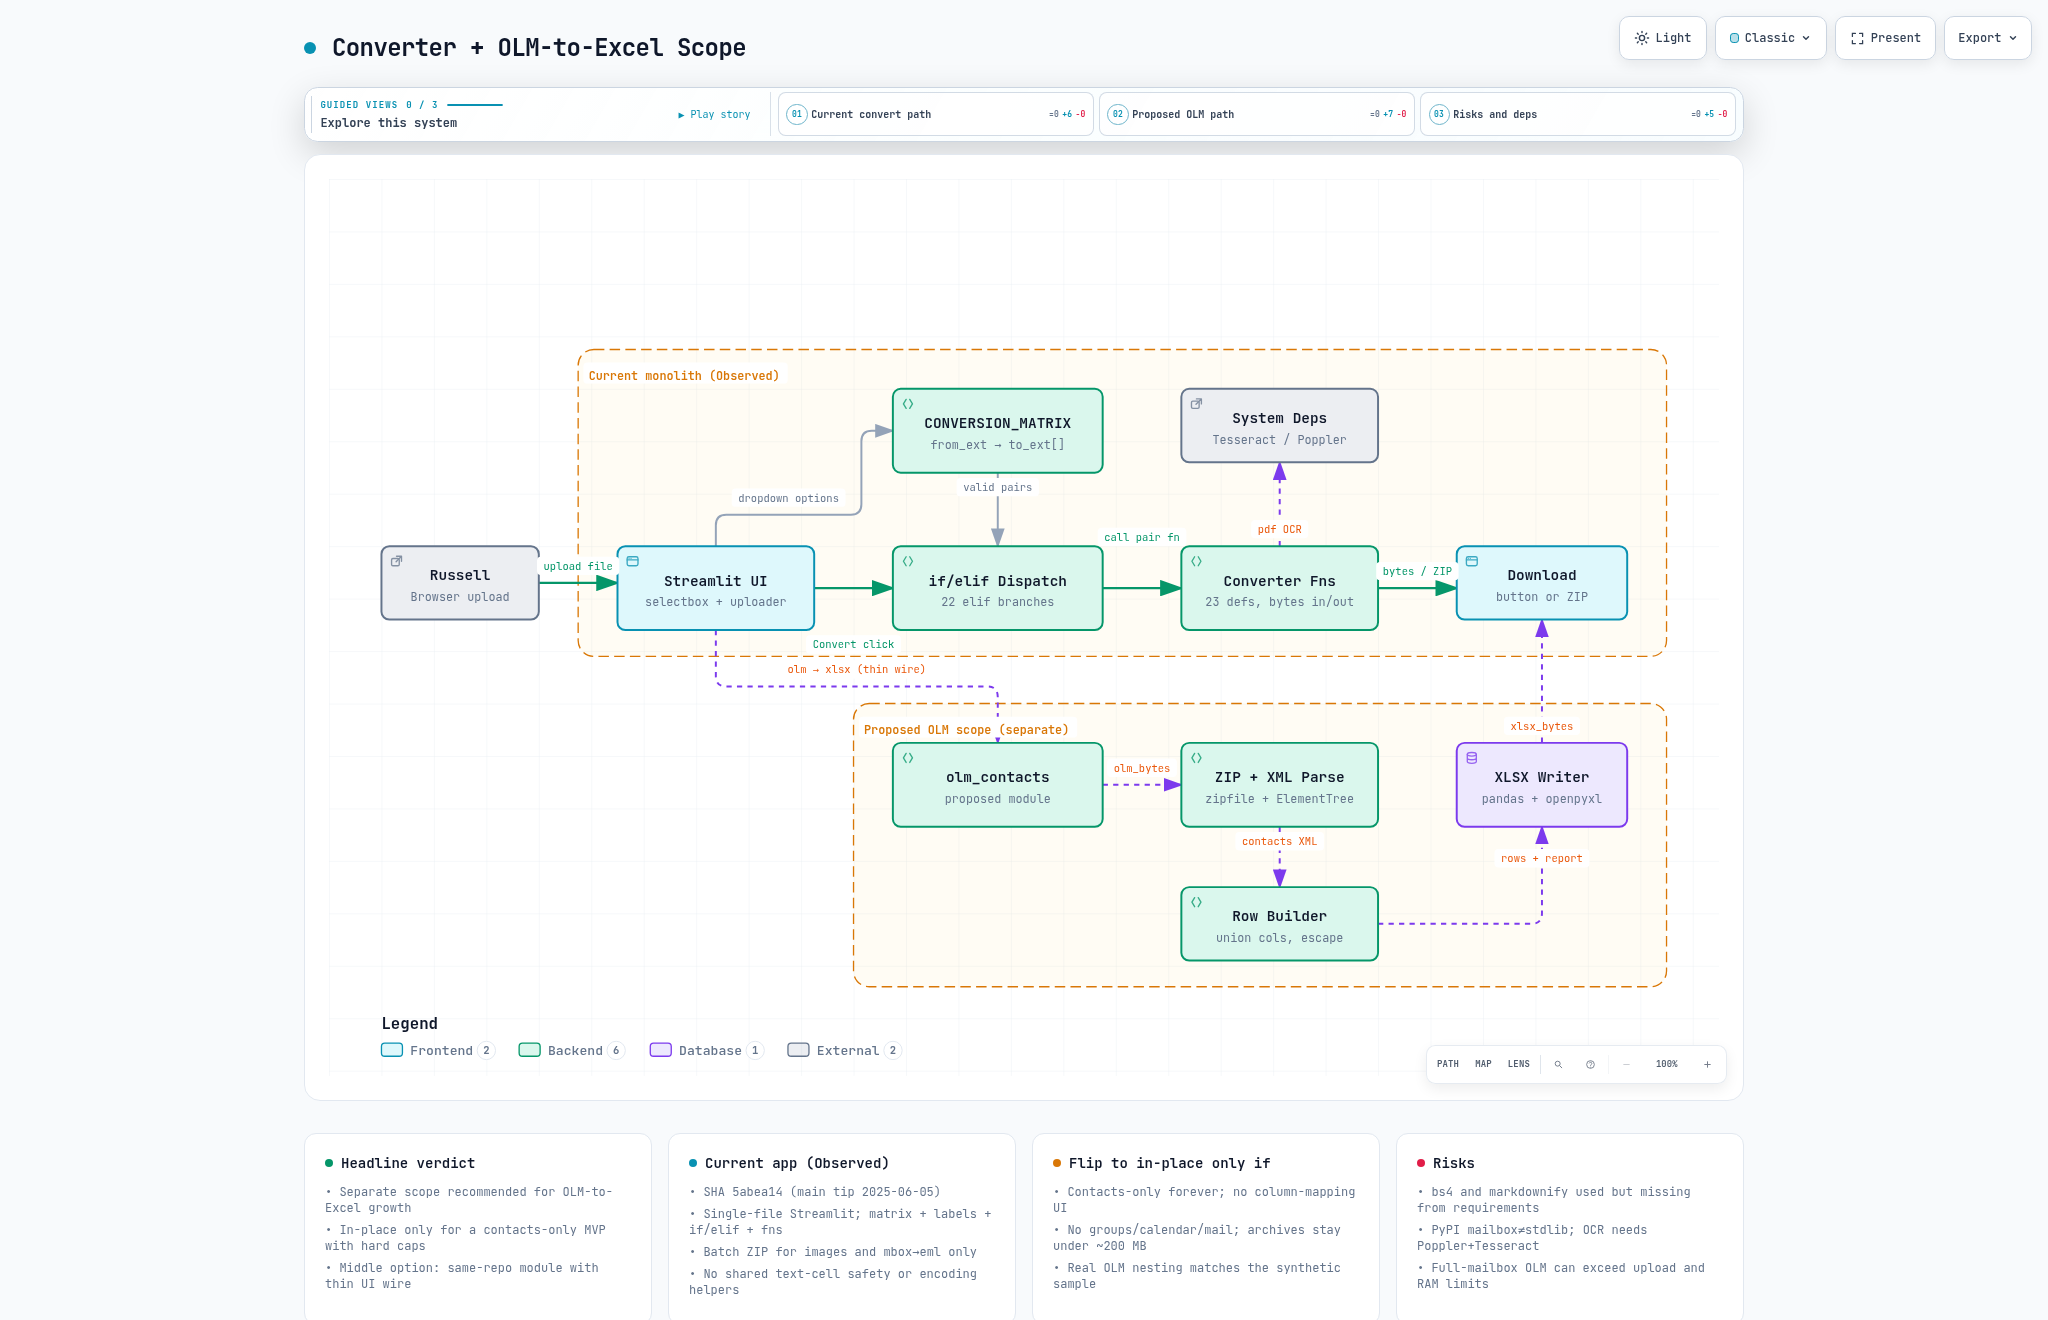 Converter + OLM-to-Excel Scope
Light
Classic
Present
Export
GUIDED VIEWS 0 / 3
Explore this system
▶ Play story
01 Current convert path =0 +6 -0
02 Proposed OLM path =0 +7 -0
03 Risks and deps =0 +5 -0
Current monolith (Observed)
CONVERSION_MATRIX
from_ext → to_ext[]
System Deps
Tesseract / Poppler
dropdown options
valid pairs
pdf OCR
call pair fn
Russell
Browser upload
upload file
Streamlit UI
selectbox + uploader
if/elif Dispatch
22 elif branches
Converter Fns
23 defs, bytes in/out
bytes / ZIP
Download
button or ZIP
Convert click
olm → xlsx (thin wire)
Proposed OLM scope (separate)
xlsx_bytes
olm_contacts
proposed module
olm_bytes
ZIP + XML Parse
zipfile + ElementTree
XLSX Writer
pandas + openpyxl
contacts XML
rows + report
Row Builder
union cols, escape
Legend
Frontend 2
Backend 6
Database 1
External 2
PATH
MAP
LENS
100%
Headline verdict
• Separate scope recommended for OLM-to-
Excel growth
• In-place only for a contacts-only MVP
with hard caps
• Middle option: same-repo module with
thin UI wire
Current app (Observed)
• SHA 5abea14 (main tip 2025-06-05)
• Single-file Streamlit; matrix + labels +
if/elif + fns
• Batch ZIP for images and mbox→eml only
• No shared text-cell safety or encoding
helpers
Flip to in-place only if
• Contacts-only forever; no column-mapping
UI
• No groups/calendar/mail; archives stay
under ~200 MB
• Real OLM nesting matches the synthetic
sample
Risks
• bs4 and markdownify used but missing
from requirements
• PyPI mailbox≠stdlib; OCR needs
Poppler+Tesseract
• Full-mailbox OLM can exceed upload and
RAM limits